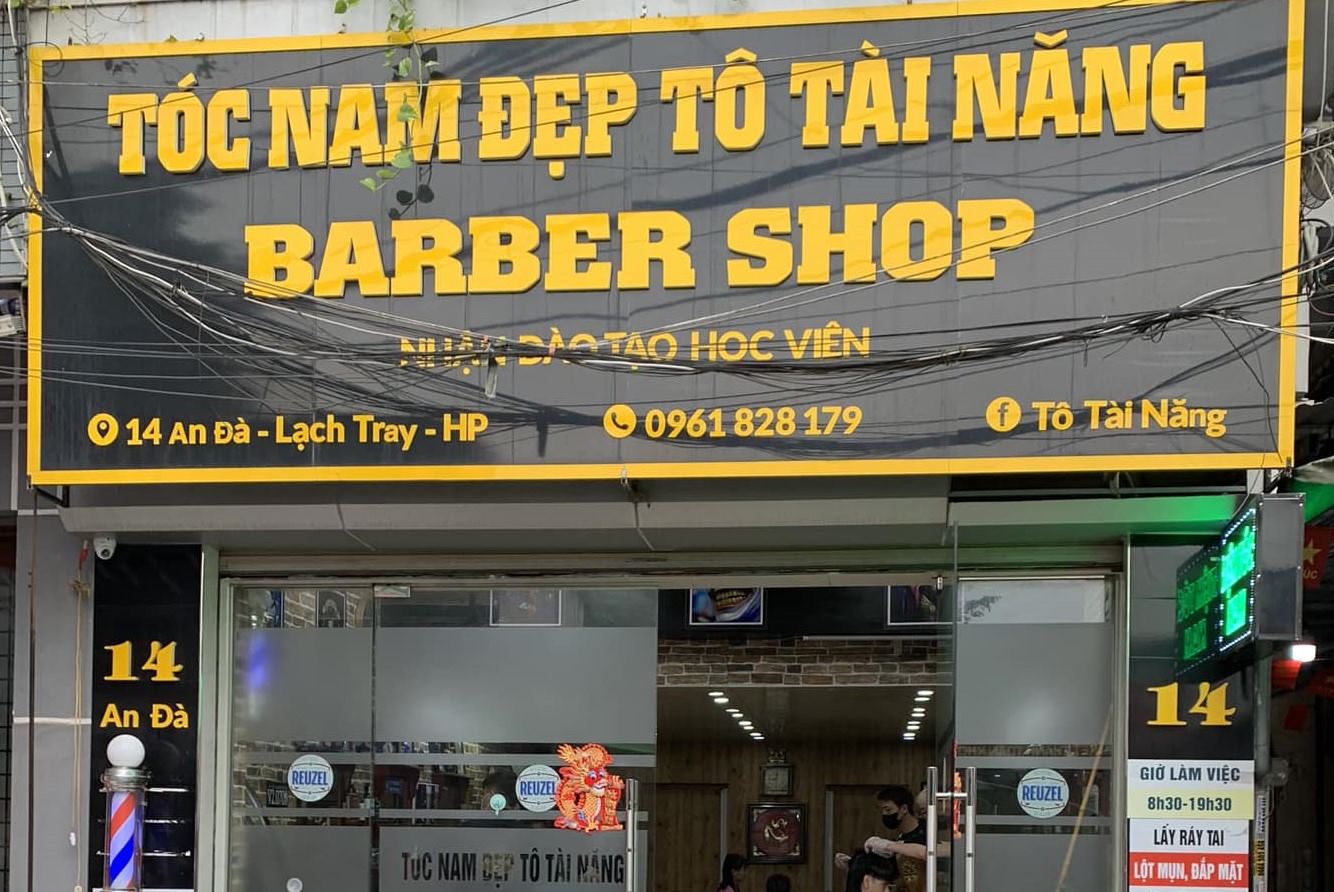 TÓC NAM ĐẸP TÔ TÀI NĂNG
BARBER SHOP
NHẬN ĐÀO TẠO HỌC VIÊN
14 An Đà - Lạch Tray - HP
0961 828 179
Tô Tài Năng
14
An Đà
14
REUZEL
REUZEL
REUZEL
GIỜ LÀM VIỆC
8h30-19h30
LẤY RÁY TAI
LỘT MỤN, ĐẮP MẶT
TÓC NAM ĐẸP TÔ TÀI NĂNG